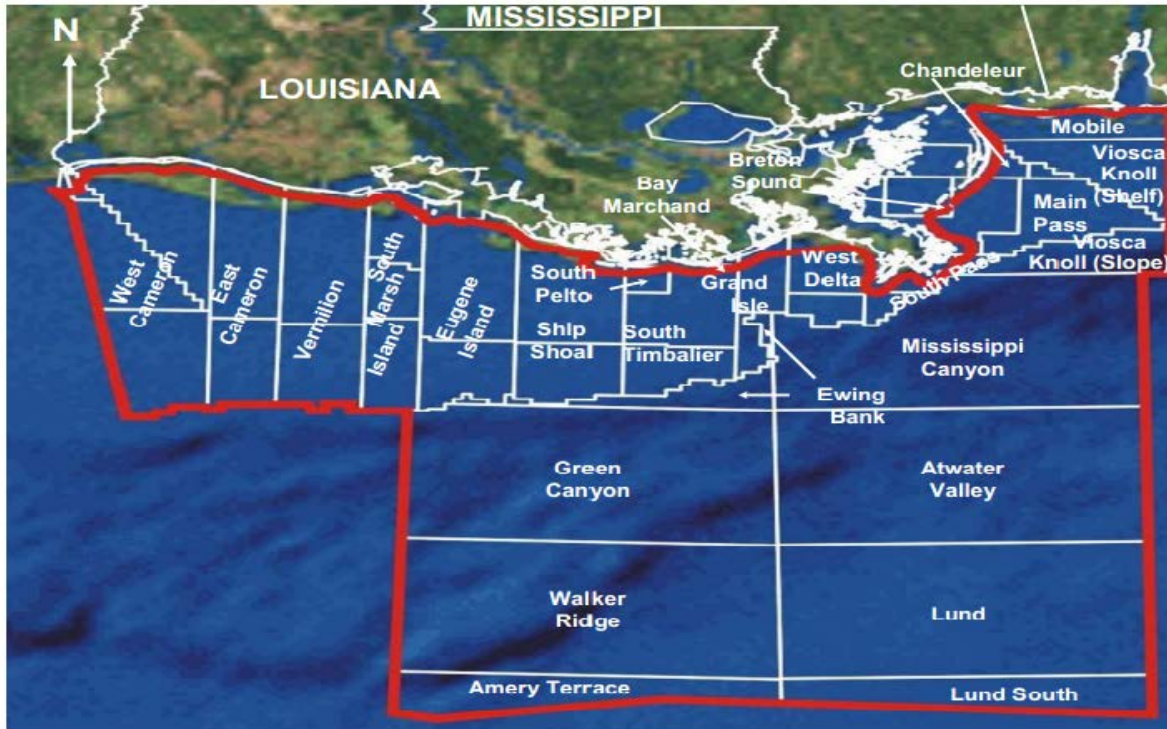 MISSISSIPPI
N
LOUISIANA
Chandeleur
Mobile
Viosca
Knoll
(Shelf)
Breton
Sound
Bay
Marchand
Main
Pass
Viosca
Knoll (Slope)
West
Delta
South Pass
West
Cameron
East
Cameron
Vermilion
South
Marsh
Island
Eugene
Island
South
Pelto
Grand
Isle
Ship
Shoal
South
Timbalier
Mississippi
Canyon
Ewing
Bank
Green
Canyon
Atwater
Valley
Walker
Ridge
Lund
Amery Terrace
Lund South